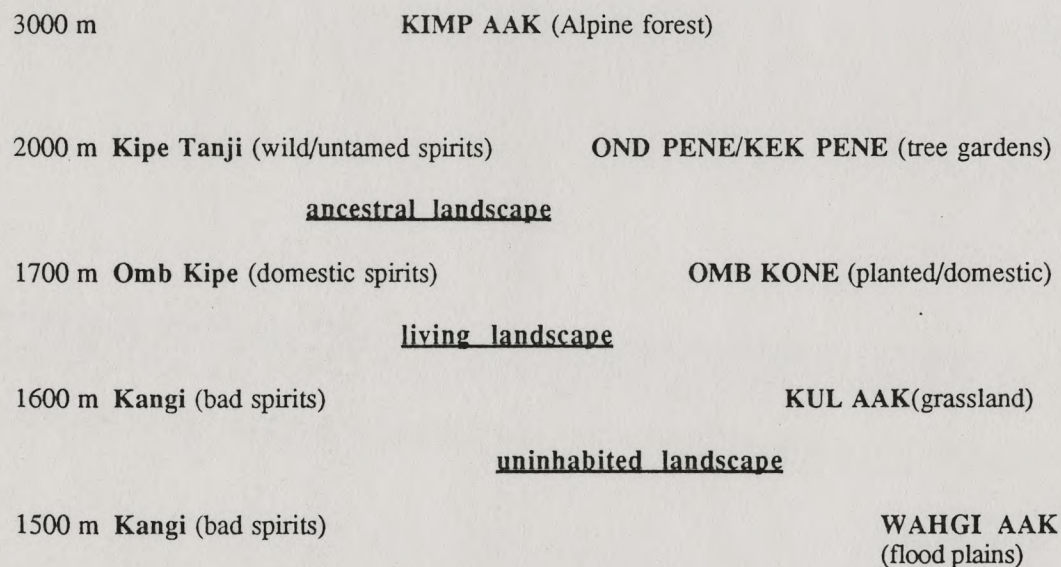 3000 m KIMP AAK (Alpine forest)
2000 m Kipe Tanji (wild/untamed spirits) OND PENE/KEK PENE (tree gardens)
ancestral landscape
1700 m Omb Kipe (domestic spirits) OMB KONE (planted/domestic)
living landscape
1600 m Kangi (bad spirits) KUL AAK(grassland)
uninhabited landscape
1500 m Kangi (bad spirits) WAHGI AAK
(flood plains)